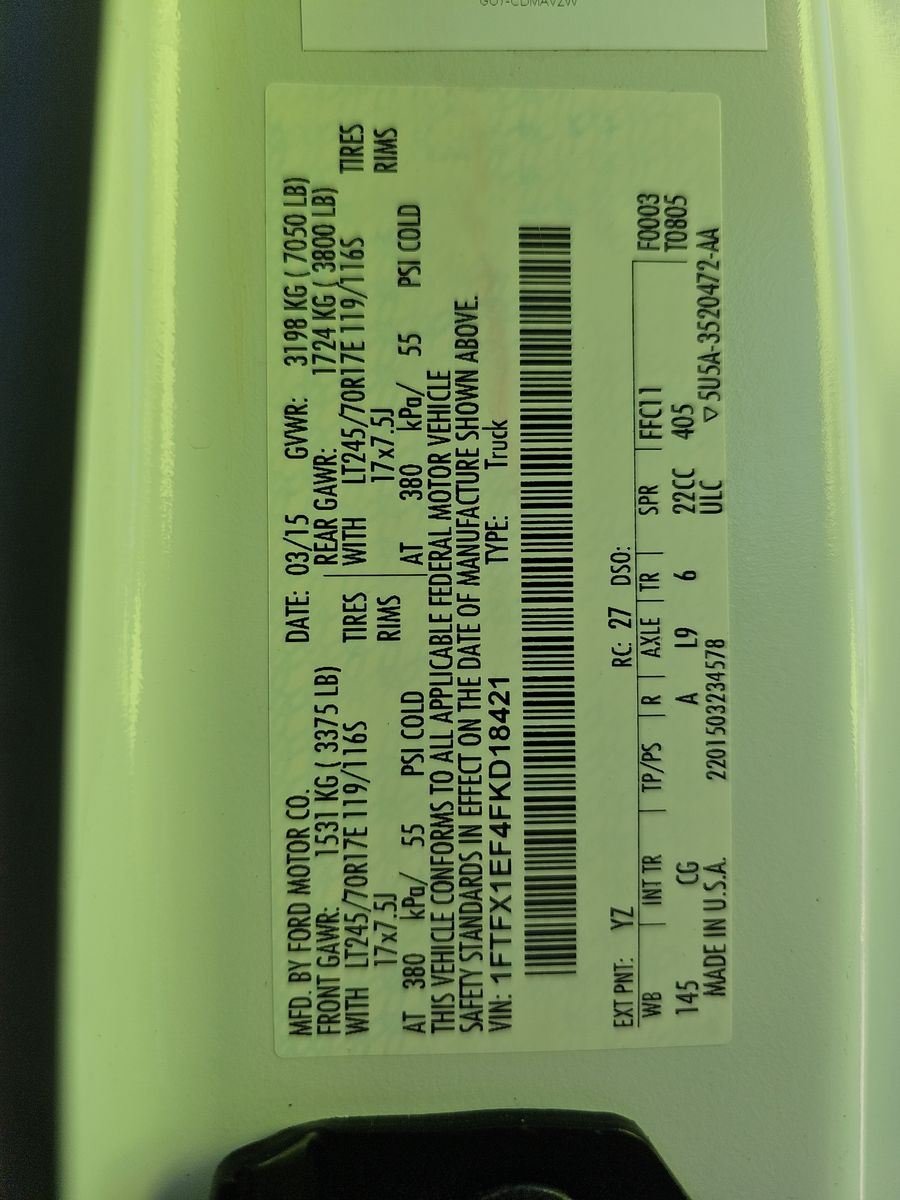 MFD. BY FORD MOTOR CO. DATE: 03/15 GVWR: 3198 KG ( 7050 LB)
FRONT GAWR: 1531 KG ( 3375 LB) REAR GAWR: 1724 KG ( 3800 LB)
WITH LT245/70R17E 119/116S TIRES WITH LT245/70R17E 119/116S TIRES
17x7.5J RIMS 17x7.5J RIMS
AT 380 kPa/ 55 PSI COLD AT 380 kPa/ 55 PSI COLD
THIS VEHICLE CONFORMS TO ALL APPLICABLE FEDERAL MOTOR VEHICLE
SAFETY STANDARDS IN EFFECT ON THE DATE OF MANUFACTURE SHOWN ABOVE.
VIN: 1FTFX1EF4FKD18421 TYPE: Truck
EXT PNT: YZ RC: 27 DSO:
WB INT TR TP/PS R AXLE TR SPR FFC11 F0003
145 CG A L9 6 22CC 405 T0805
MADE IN U.S.A. 2201503234578 ULC ▽5U5A-3520472-AA